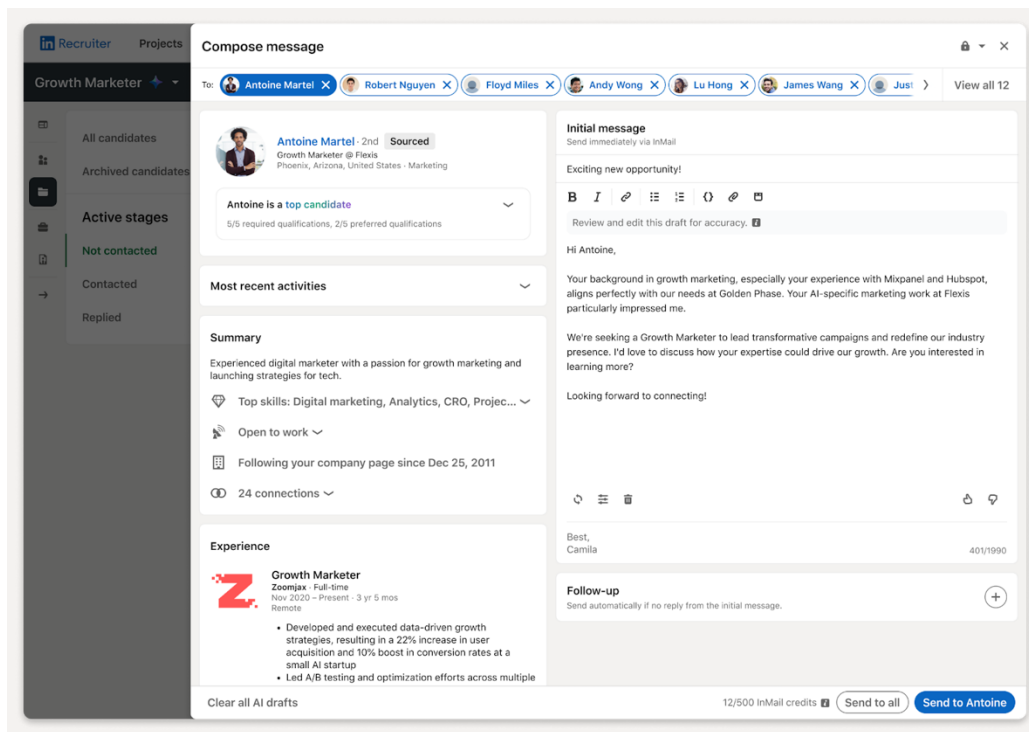 in Recruiter Projects
Compose message
Growth Marketer
To: Antoine Martel Robert Nguyen Floyd Miles Andy Wong Lu Hong James Wang Just View all 12
All candidates
Archived candidates
Active stages
Not contacted
Contacted
Replied
Antoine Martel · 2nd Sourced
Growth Marketer @ Flexis
Phoenix, Arizona, United States · Marketing
Antoine is a top candidate
5/5 required qualifications, 2/5 preferred qualifications
Most recent activities
Summary
Experienced digital marketer with a passion for growth marketing and
launching strategies for tech.
Top skills: Digital marketing, Analytics, CRO, Projec...
Open to work
Following your company page since Dec 25, 2011
24 connections
Experience
Growth Marketer
Zoomjax · Full-time
Nov 2020 – Present · 3 yr 5 mos
Remote
• Developed and executed data-driven growth
strategies, resulting in a 22% increase in user
acquisition and 10% boost in conversion rates at a
small AI startup
• Led A/B testing and optimization efforts across multiple
Initial message
Send immediately via InMail
Exciting new opportunity!
B I {}
Review and edit this draft for accuracy.
Hi Antoine,
Your background in growth marketing, especially your experience with Mixpanel and Hubspot,
aligns perfectly with our needs at Golden Phase. Your AI-specific marketing work at Flexis
particularly impressed me.
We're seeking a Growth Marketer to lead transformative campaigns and redefine our industry
presence. I'd love to discuss how your expertise could drive our growth. Are you interested in
learning more?
Looking forward to connecting!
Best,
Camila
401/1990
Follow-up
Send automatically if no reply from the initial message.
Clear all AI drafts
12/500 InMail credits Send to all Send to Antoine